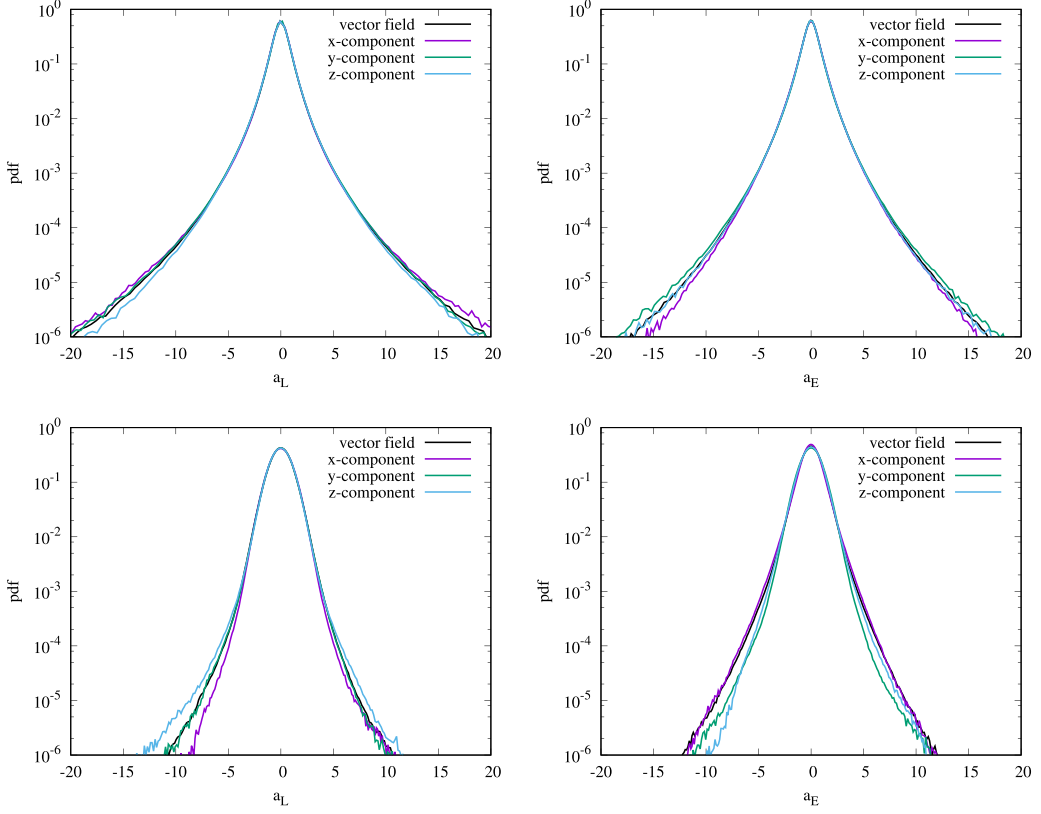 pdf
10^0
10^-1
10^-2
10^-3
10^-4
10^-5
10^-6
-20 -15 -10 -5 0 5 10 15 20
a_L
vector field
x-component
y-component
z-component
pdf
10^0
10^-1
10^-2
10^-3
10^-4
10^-5
10^-6
-20 -15 -10 -5 0 5 10 15 20
a_E
vector field
x-component
y-component
z-component
pdf
10^0
10^-1
10^-2
10^-3
10^-4
10^-5
10^-6
-20 -15 -10 -5 0 5 10 15 20
a_L
vector field
x-component
y-component
z-component
pdf
10^0
10^-1
10^-2
10^-3
10^-4
10^-5
10^-6
-20 -15 -10 -5 0 5 10 15 20
a_E
vector field
x-component
y-component
z-component